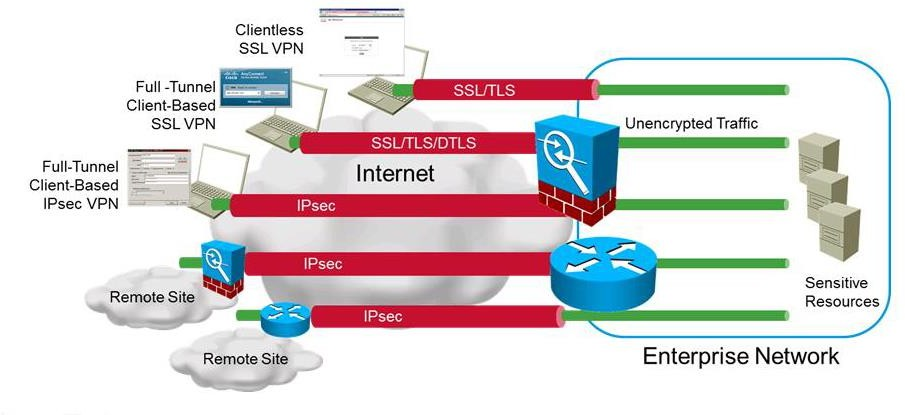 Clientless
SSL VPN
SSL/TLS
Full -Tunnel
Client-Based
SSL VPN
AnyConnect
SSL/TLS/DTLS
Unencrypted Traffic
Internet
Full-Tunnel
Client-Based
IPsec VPN
IPsec
IPsec
Remote Site
Sensitive
Resources
IPsec
Remote Site
Enterprise Network